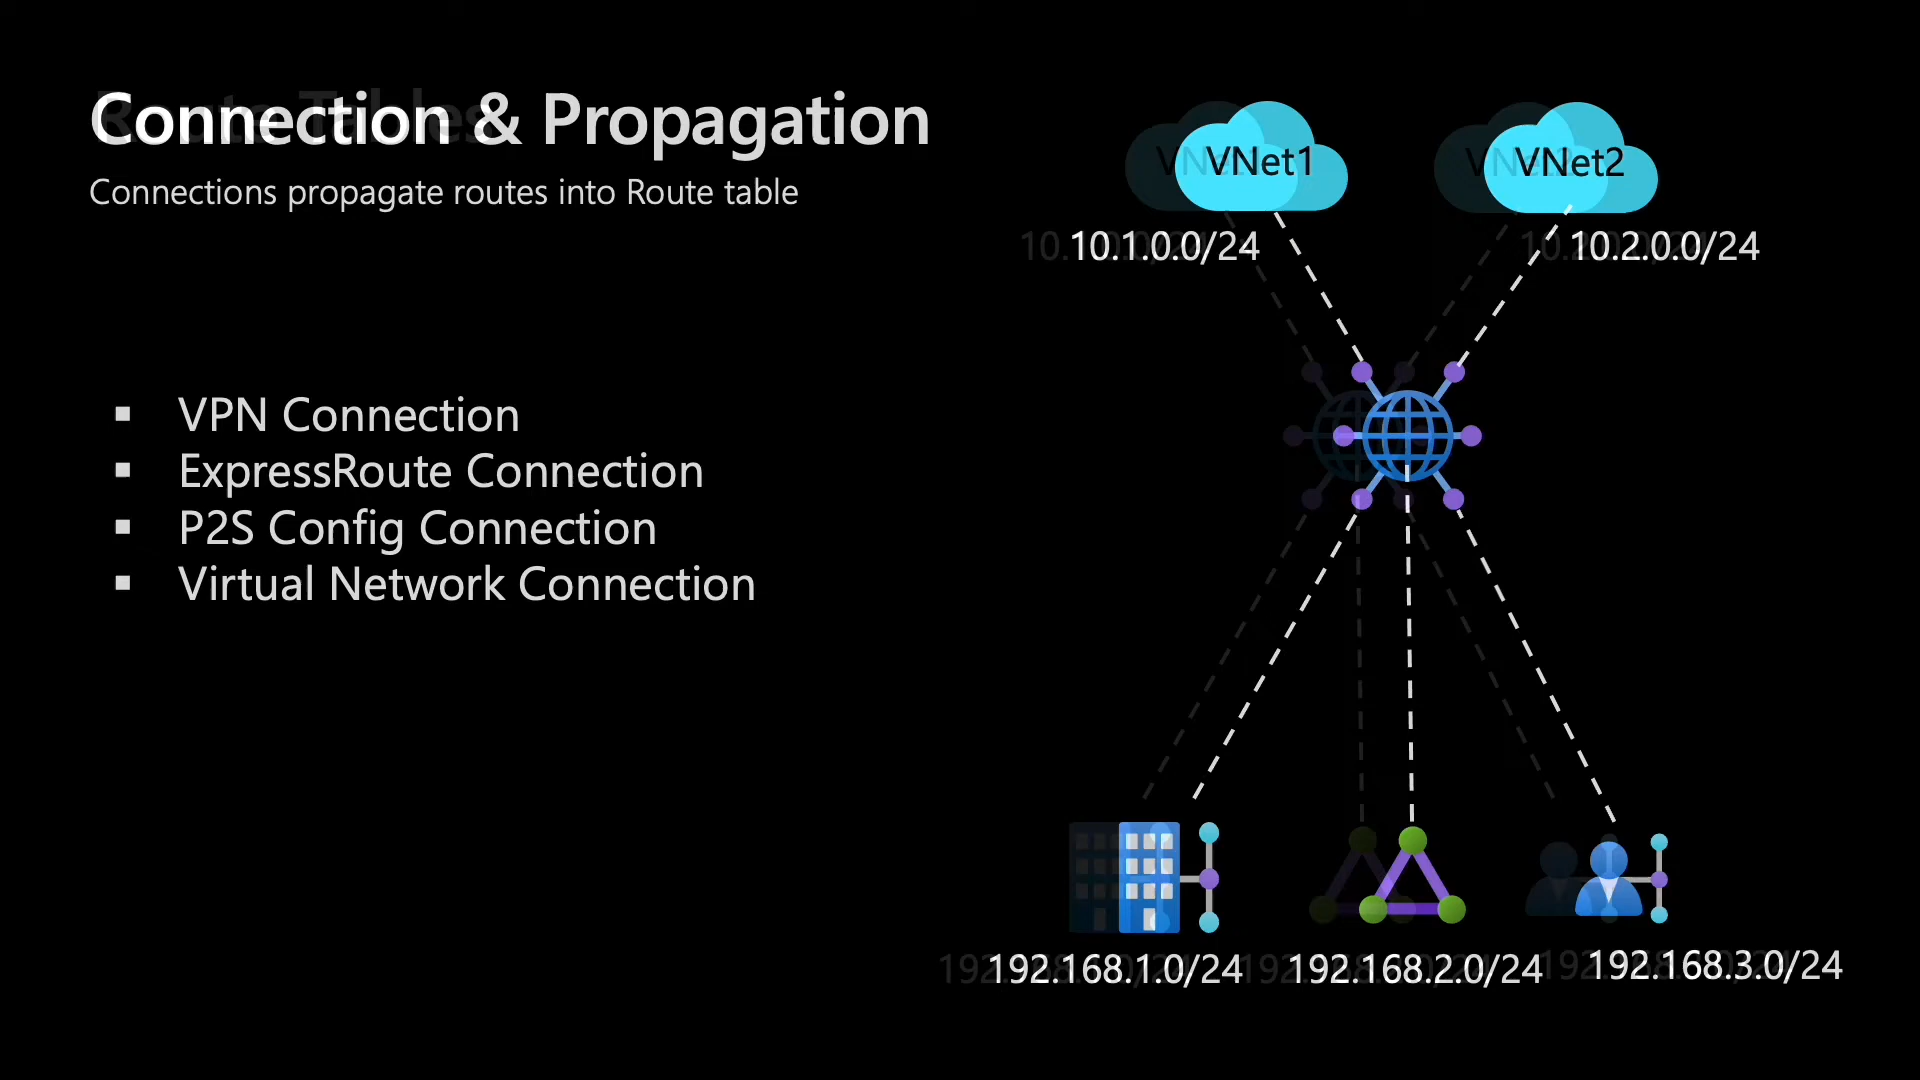 Connection & Propagation
Connections propagate routes into Route table
VPN Connection
ExpressRoute Connection
P2S Config Connection
Virtual Network Connection
VNet1
VNet2
10.1.0.0/24
10.2.0.0/24
192.168.1.0/24
192.168.2.0/24
192.168.3.0/24